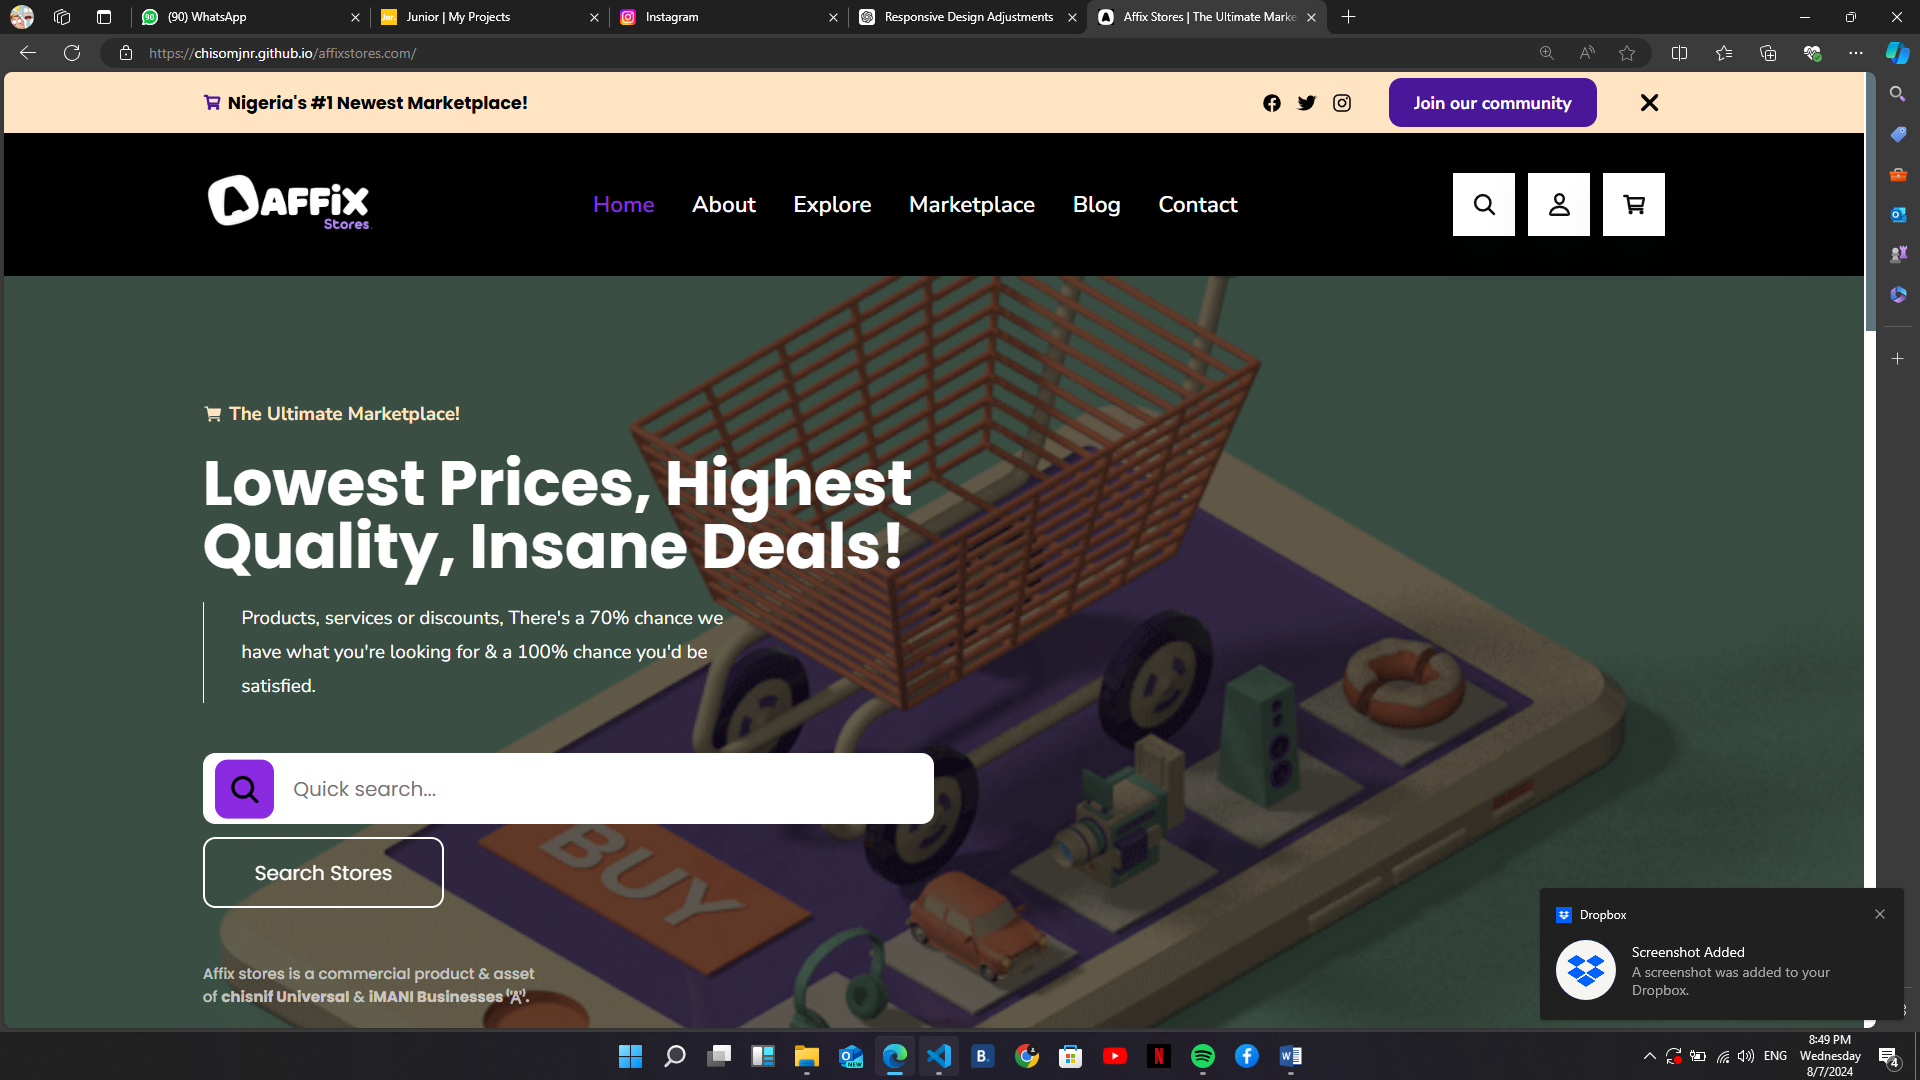 (90) WhatsApp
Junior | My Projects
Instagram
Responsive Design Adjustments
Affix Stores | The Ultimate Marke
https://chisomjnr.github.io/affixstores.com/
Nigeria's #1 Newest Marketplace!
Join our community
AFFIX
Stores
Home
About
Explore
Marketplace
Blog
Contact
The Ultimate Marketplace!
Lowest Prices, Highest
Quality, Insane Deals!
Products, services or discounts, There's a 70% chance we
have what you're looking for & a 100% chance you'd be
satisfied.
Quick search...
Search Stores
BUY
Affix stores is a commercial product & asset
of chisnif Universal & iMANI Businesses
Dropbox
Screenshot Added
A screenshot was added to your
Dropbox.
ENG
8:49 PM
Wednesday
8/7/2024
4